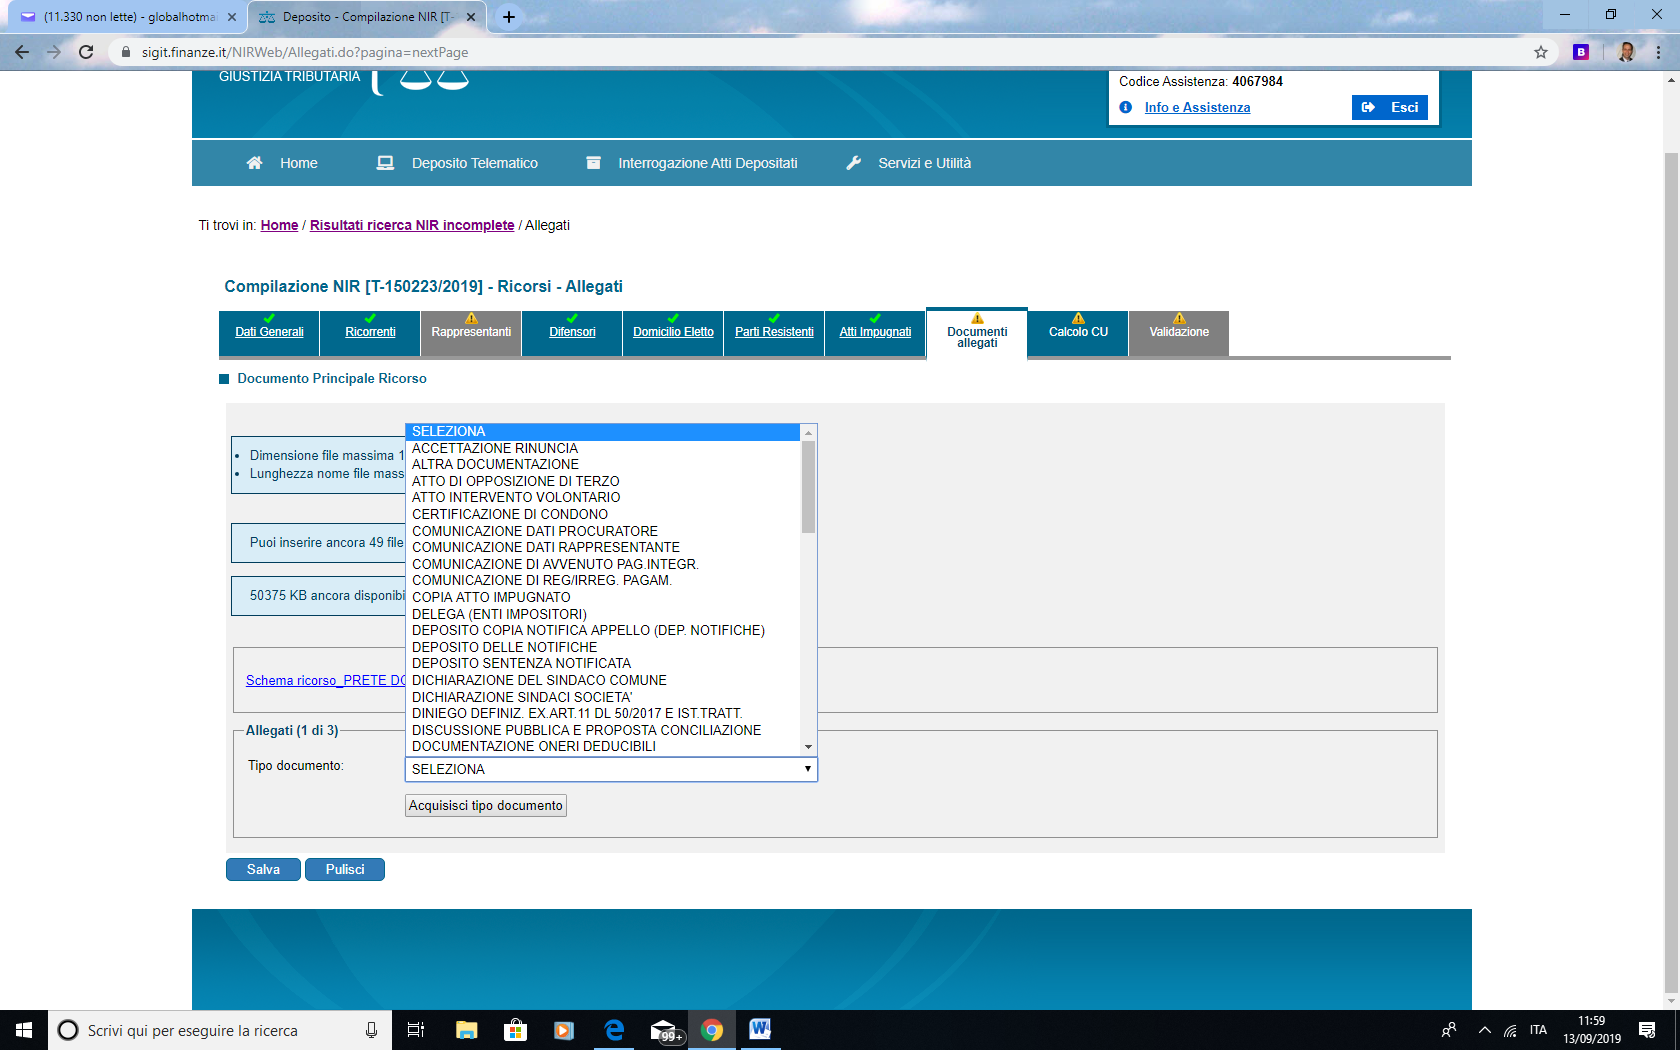 (11.330 non lette) - globalhotma
Deposito - Compilazione NIR [T-
sigit.finanze.it/NIRWeb/Allegati.do?pagina=nextPage
GIUSTIZIA TRIBUTARIA
Codice Assistenza: 4067984
Info e Assistenza
Esci
Home
Deposito Telematico
Interrogazione Atti Depositati
Servizi e Utilità
Ti trovi in: Home / Risultati ricerca NIR incomplete / Allegati
Compilazione NIR [T-150223/2019] - Ricorsi - Allegati
Dati Generali
Ricorrenti
Rappresentanti
Difensori
Domicilio Eletto
Parti Resistenti
Atti Impugnati
Documenti
allegati
Calcolo CU
Validazione
Documento Principale Ricorso
Dimensione file massima 1
Lunghezza nome file mass
Puoi inserire ancora 49 file
50375 KB ancora disponibi
SELEZIONA
ACCETTAZIONE RINUNCIA
ALTRA DOCUMENTAZIONE
ATTO DI OPPOSIZIONE DI TERZO
ATTO INTERVENTO VOLONTARIO
CERTIFICAZIONE DI CONDONO
COMUNICAZIONE DATI PROCURATORE
COMUNICAZIONE DATI RAPPRESENTANTE
COMUNICAZIONE DI AVVENUTO PAG.INTEGR.
COMUNICAZIONE DI REG/IRREG. PAGAM.
COPIA ATTO IMPUGNATO
DELEGA (ENTI IMPOSITORI)
DEPOSITO COPIA NOTIFICA APPELLO (DEP. NOTIFICHE)
DEPOSITO DELLE NOTIFICHE
DEPOSITO SENTENZA NOTIFICATA
DICHIARAZIONE DEL SINDACO COMUNE
DICHIARAZIONE SINDACI SOCIETA'
DINIEGO DEFINIZ. EX.ART.11 DL 50/2017 E IST.TRATT.
DISCUSSIONE PUBBLICA E PROPOSTA CONCILIAZIONE
DOCUMENTAZIONE ONERI DEDUCIBILI
Schema ricorso_PRETE DO
Allegati (1 di 3)
Tipo documento:
SELEZIONA
Acquisisci tipo documento
Salva
Pulisci
Scrivi qui per eseguire la ricerca
99+
ITA
11:59
13/09/2019